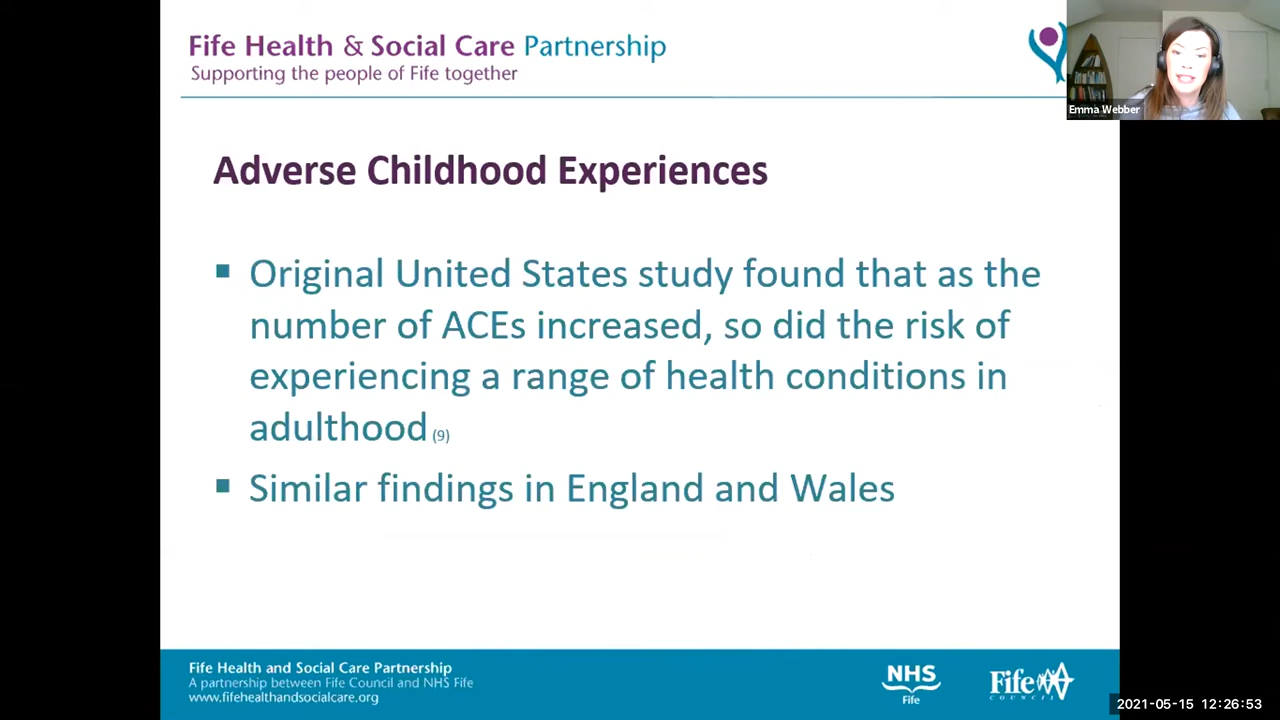 Fife Health & Social Care Partnership
Supporting the people of Fife together
Emma Webber
Adverse Childhood Experiences
▪ Original United States study found that as the
number of ACEs increased, so did the risk of
experiencing a range of health conditions in
adulthood (9)
▪ Similar findings in England and Wales
Fife Health and Social Care Partnership
A partnership between Fife Council and NHS Fife
www.fifehealthandsocialcare.org
NHS
Fife
Fife
COUNCIL
2021-05-15 12:26:53